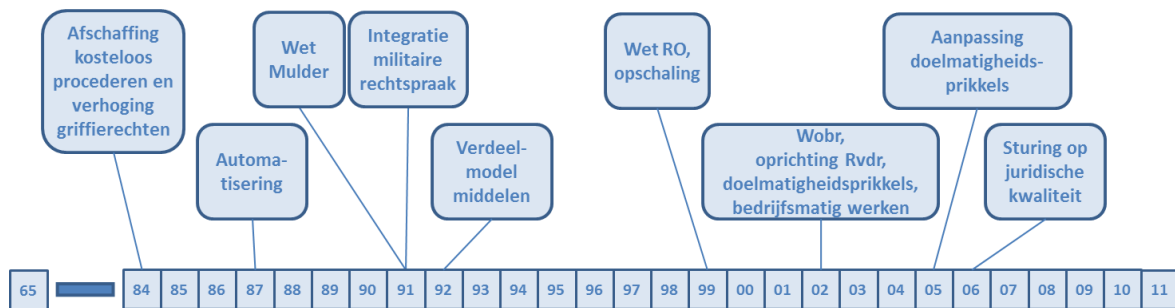 Afschaffing
kosteloos
procederen en
verhoging
griffierechten
Automa-
tisering
Wet
Mulder
Integratie
militaire
rechtspraak
Verdeel-
model
middelen
Wet RO,
opschaling
Wobr,
oprichting Rvdr,
doelmatigheidsprikkels,
bedrijfsmatig werken
Aanpassing
doelmatigheids-
prikkels
Sturing op
juridische
kwaliteit
65 84 85 86 87 88 89 90 91 92 93 94 95 96 97 98 99 00 01 02 03 04 05 06 07 08 09 10 11